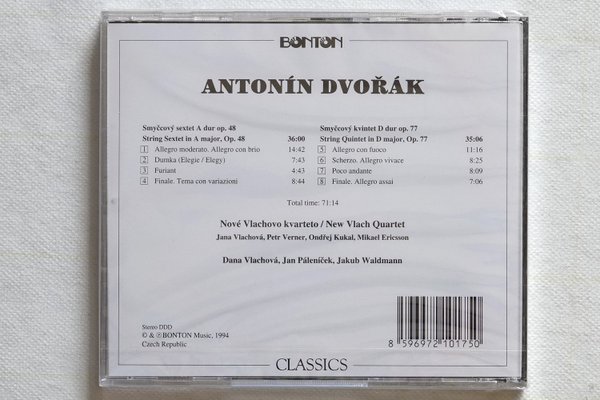 BONTON
ANTONÍN DVOŘÁK
Smyčcový sextet A dur op. 48
String Sextet in A major, Op. 48 36:00
1 Allegro moderato. Allegro con brio 14:42
2 Dumka (Elegie / Elegy) 7:43
3 Furiant 4:43
4 Finale. Tema con variazioni 8:44
Smyčcový kvintet D dur op. 77
String Quintet in D major, Op. 77 35:06
5 Allegro con fuoco 11:16
6 Scherzo. Allegro vivace 8:25
7 Poco andante 8:09
8 Finale. Allegro assai 7:06
Total time: 71:14
Nové Vlachovo kvarteto / New Vlach Quartet
Jana Vlachová, Petr Verner, Ondřej Kukal, Mikael Ericsson
Dana Vlachová, Jan Páleníček, Jakub Waldmann
Stereo DDD
© & ℗BONTON Music, 1994
Czech Republic
8 596972 101750
CLASSICS